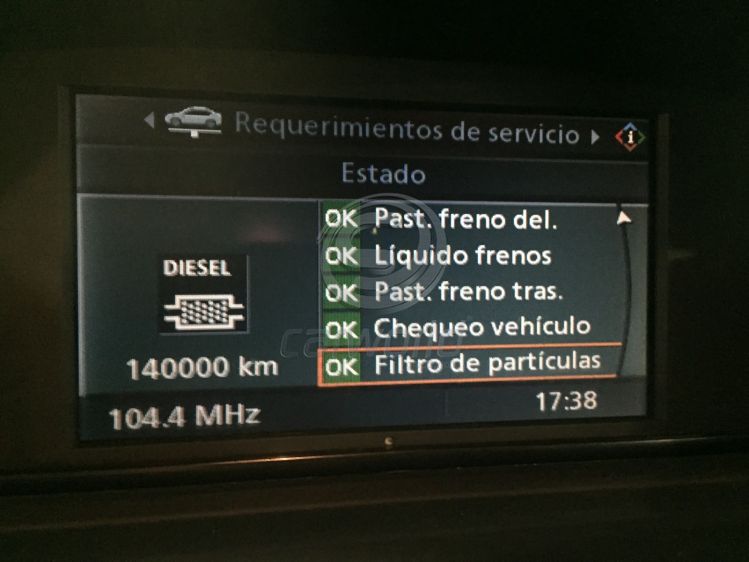 Requerimientos de servicio
i
Estado
OK Past. freno del.
OK Líquido frenos
OK Past. freno tras.
OK Chequeo vehículo
OK Filtro de partículas
DIESEL
140000 km
104.4 MHz
17:38